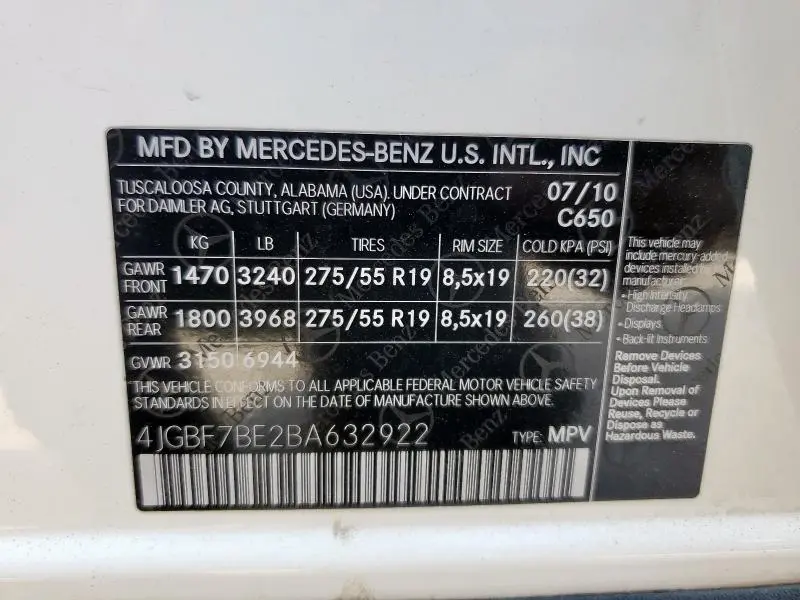 MFD BY MERCEDES-BENZ U.S. INTL., INC
TUSCALOOSA COUNTY, ALABAMA (USA). UNDER CONTRACT
FOR DAIMLER AG, STUTTGART (GERMANY)
07/10
C650
KG LB TIRES RIM SIZE COLD KPA (PSI)
GAWR FRONT 1470 3240 275/55 R19 8,5x19 220(32)
GAWR REAR 1800 3968 275/55 R19 8,5x19 260(38)
GVWR 3150 6944
THIS VEHICLE CONFORMS TO ALL APPLICABLE FEDERAL MOTOR VEHICLE SAFETY
STANDARDS IN EFFECT ON THE DATE OF MANUFACTURE SHOWN ABOVE.
4JGBF7BE2BA632922
TYPE: MPV
This vehicle may
include mercury-added
devices installed by
manufacturer:
• High Intensity
Discharge Headlamps
• Displays
• Back-lit Instruments
Remove Devices
Before Vehicle
Disposal.
Upon Removal of
Devices Please
Reuse, Recycle or
Dispose as
Hazardous Waste.